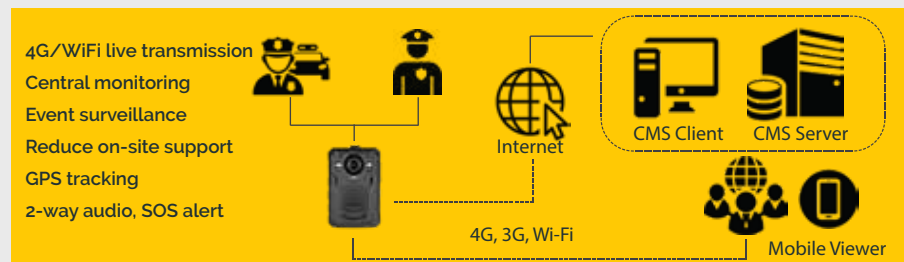 4G/WiFi live transmission
Central monitoring
Event surveillance
Reduce on-site support
GPS tracking
2-way audio, SOS alert
Internet
CMS Client
CMS Server
4G, 3G, Wi-Fi
Mobile Viewer